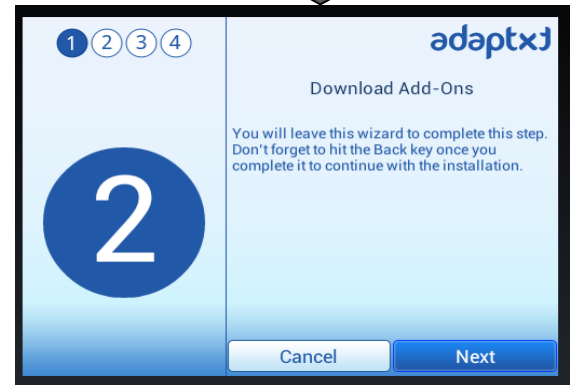 1 2 3 4
adaptxt
Download Add-Ons
You will leave this wizard to complete this step.
Don't forget to hit the Back key once you
complete it to continue with the installation.
2
Cancel
Next